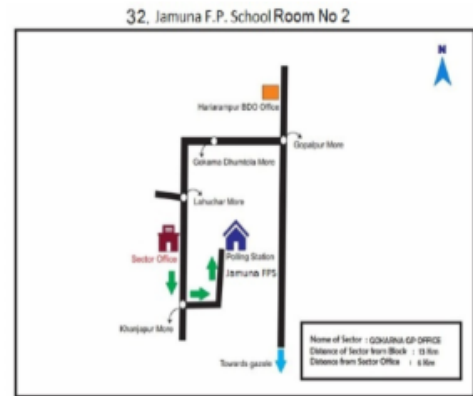 32, Jamuna F.P. School Room No 2
N
Harirampur BDO Office
Gopalpur More
Gokarna Dhumtola More
Lahuchar More
Sector Office
Polling Station
Jamuna FPS
Khanjapur More
Towards gazole
Name of Sector : GOKARNA GP OFFICE
Distance of Sector from Block : 13 Km
Distance from Sector Office : 6 Km